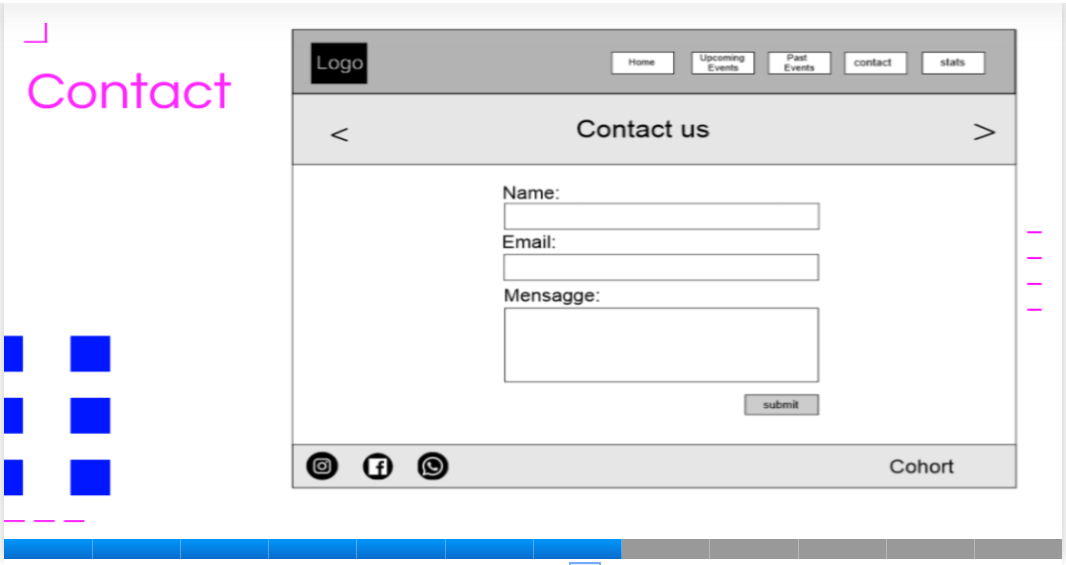 Contact
Logo
Home
Upcoming
Events
Past
Events
contact
stats
<
Contact us
>
Name:
Email:
Mensagge:
submit
Cohort